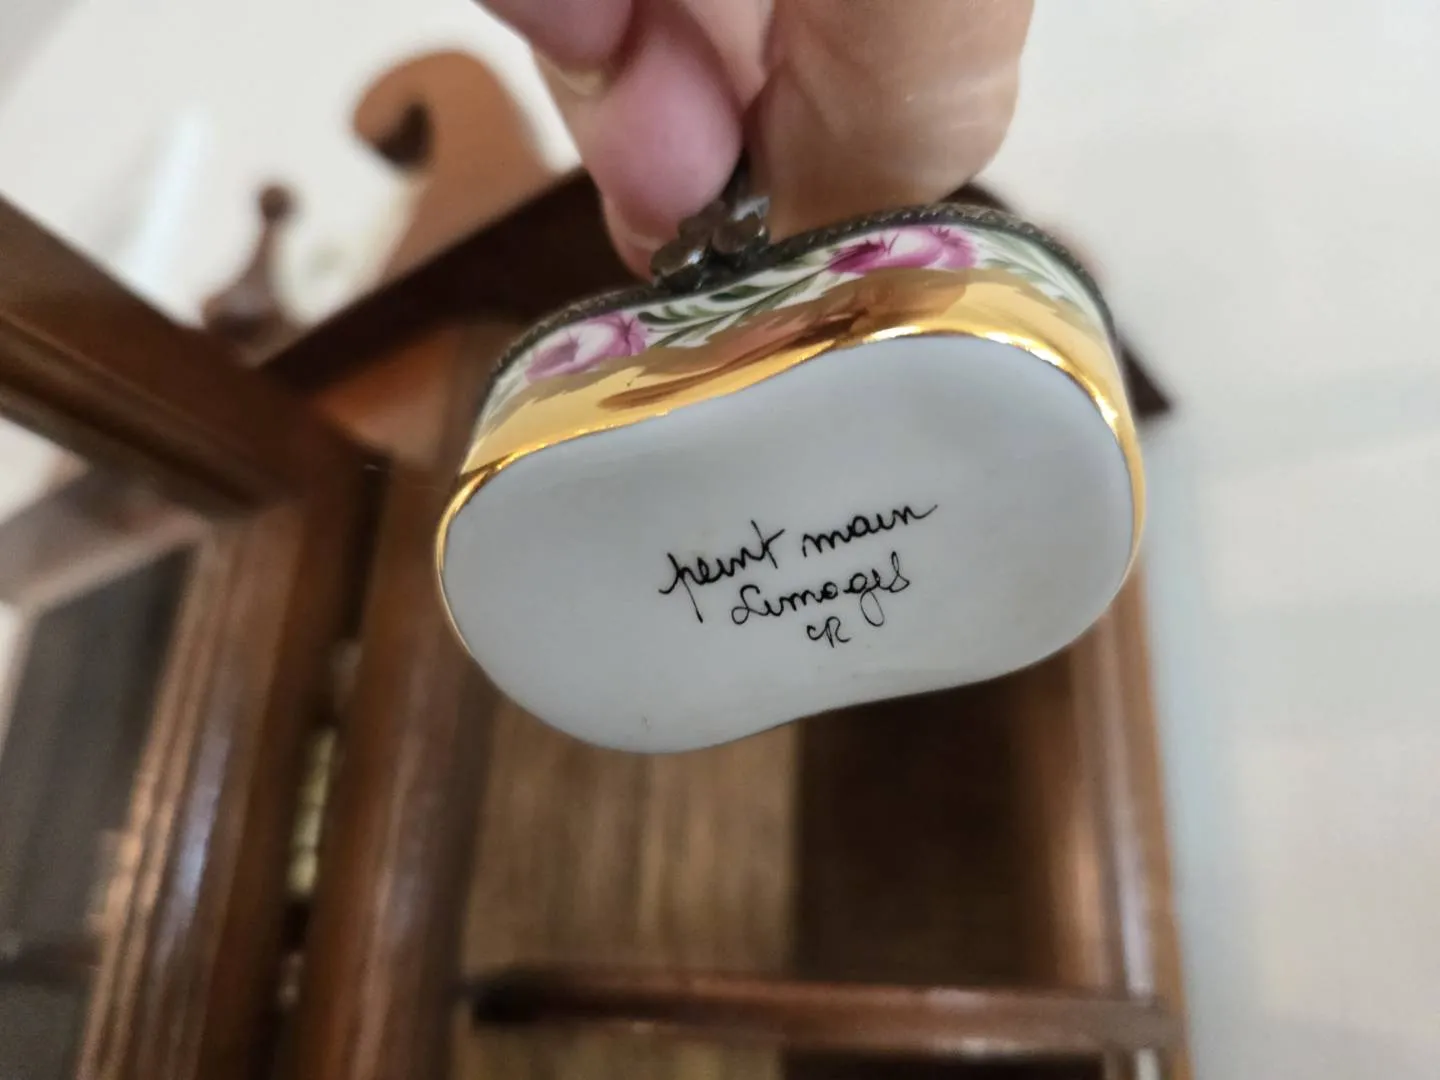 peint main
Limoges
CR